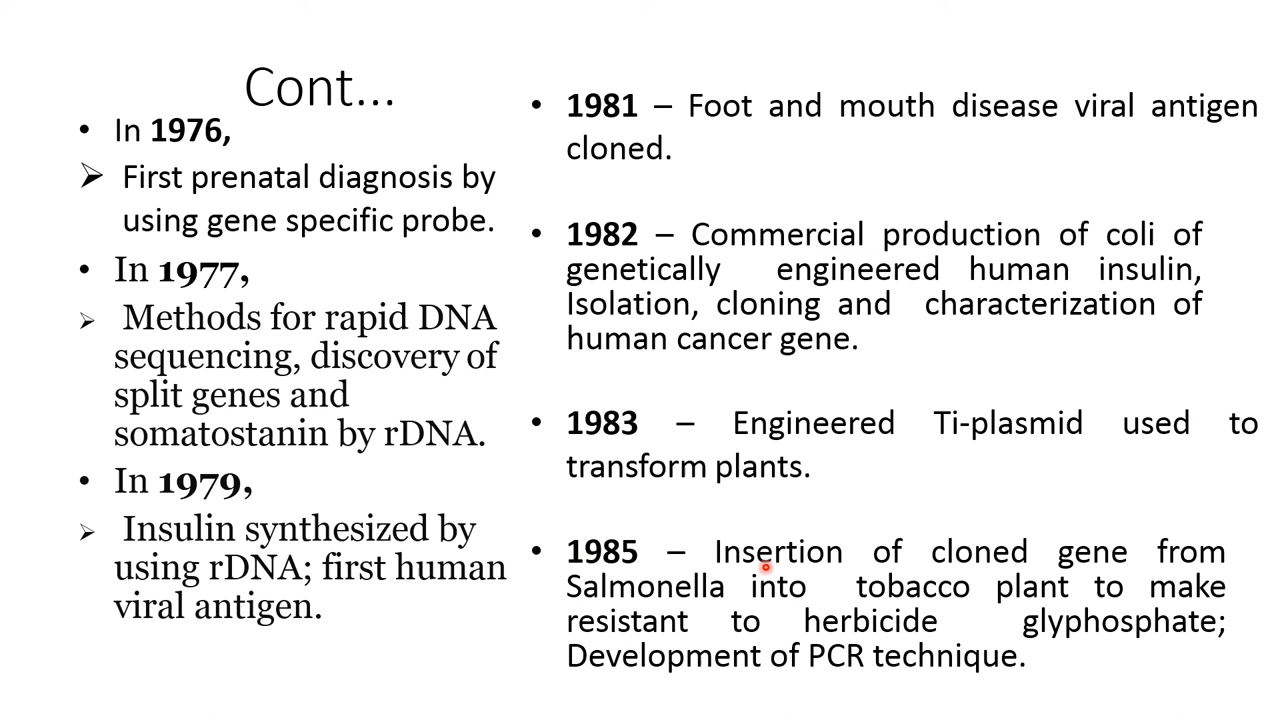 Cont...
• In 1976,
➢ First prenatal diagnosis by
using gene specific probe.
• In 1977,
➢ Methods for rapid DNA
sequencing, discovery of
split genes and
somatostanin by rDNA.
• In 1979,
➢ Insulin synthesized by
using rDNA; first human
viral antigen.
• 1981 – Foot and mouth disease viral antigen
cloned.
• 1982 – Commercial production of coli of
genetically engineered human insulin,
Isolation, cloning and characterization of
human cancer gene.
• 1983 – Engineered Ti-plasmid used to
transform plants.
• 1985 – Insertion of cloned gene from
Salmonella into tobacco plant to make
resistant to herbicide glyphosphate;
Development of PCR technique.